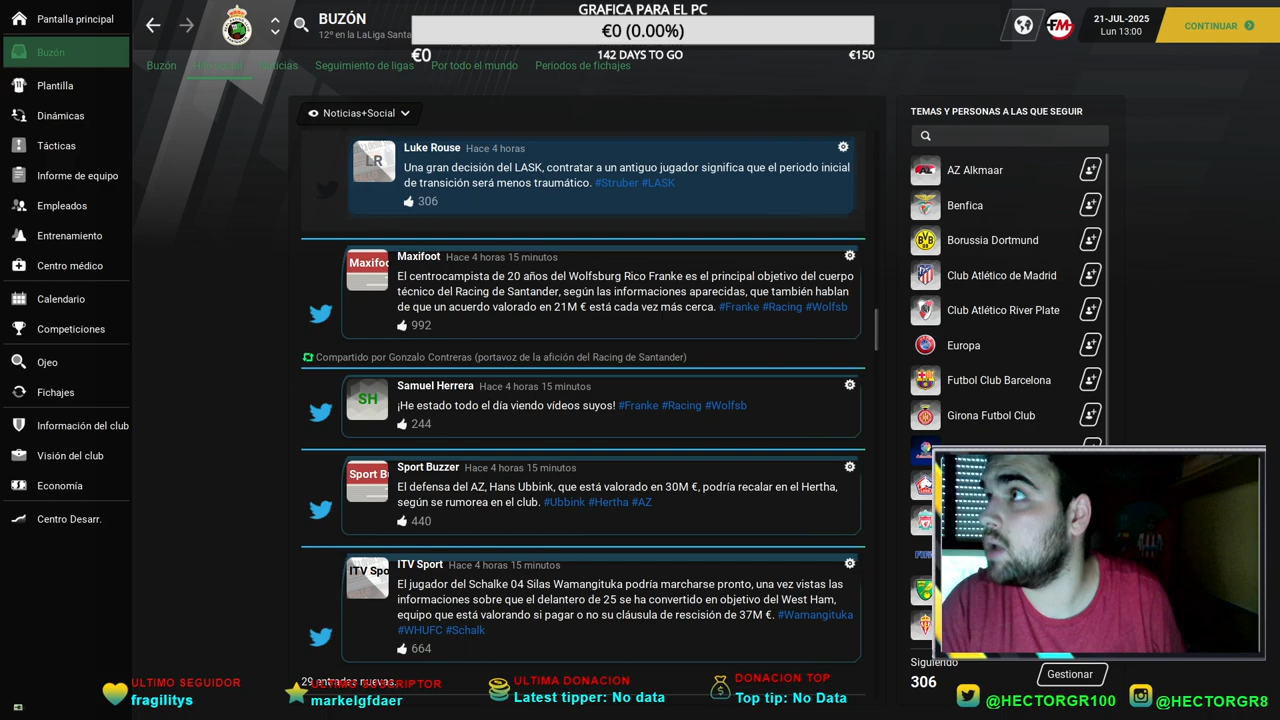 Pantalla principal
Buzón
Plantilla
Dinámicas
Tácticas
Informe de equipo
Empleados
Entrenamiento
Centro médico
Calendario
Competiciones
Ojeo
Fichajes
Información del club
Visión del club
Economía
Centro Desarr.
BUZÓN
12º en la LaLiga Santa
GRAFICA PARA EL PC
€0 (0.00%)
€0
142 DAYS TO GO
€150
21-JUL-2025
Lun 13:00
CONTINUAR
Buzón
Noticias
Seguimiento de ligas
Por todo el mundo
Periodos de fichajes
Noticias+Social
LR
Luke Rouse Hace 4 horas
Una gran decisión del LASK, contratar a un antiguo jugador significa que el periodo inicial
de transición será menos traumático. #Struber #LASK
306
Maxifoo
Maxifoot Hace 4 horas 15 minutos
El centrocampista de 20 años del Wolfsburg Rico Franke es el principal objetivo del cuerpo
técnico del Racing de Santander, según las informaciones aparecidas, que también hablan
de que un acuerdo valorado en 21M € está cada vez más cerca. #Franke #Racing #Wolfsb
992
Compartido por Gonzalo Contreras (portavoz de la afición del Racing de Santander)
SH
Samuel Herrera Hace 4 horas 15 minutos
¡He estado todo el día viendo vídeos suyos! #Franke #Racing #Wolfsb
244
Sport Bu
Sport Buzzer Hace 4 horas 15 minutos
El defensa del AZ, Hans Ubbink, que está valorado en 30M €, podría recalar en el Hertha,
según se rumorea en el club. #Ubbink #Hertha #AZ
440
ITV Spo
ITV Sport Hace 4 horas 15 minutos
El jugador del Schalke 04 Silas Wamangituka podría marcharse pronto, una vez vistas las
informaciones sobre que el delantero de 25 se ha convertido en objetivo del West Ham,
equipo que está valorando si pagar o no su cláusula de rescisión de 37M €. #Wamangituka
#WHUFC #Schalk
664
29 entradas nuevas.
TEMAS Y PERSONAS A LAS QUE SEGUIR
AZ Alkmaar
Benfica
Borussia Dortmund
Club Atlético de Madrid
Club Atlético River Plate
Europa
Futbol Club Barcelona
Girona Futbol Club
Siguiendo
306
Gestionar
ULTIMO SEGUIDOR
fragilitys
ULTIMO SUSCRIPTOR
markelgfdaer
ULTIMA DONACION
Latest tipper: No data
DONACION TOP
Top tip: No Data
@HECTORGR100
@HECTORGR8